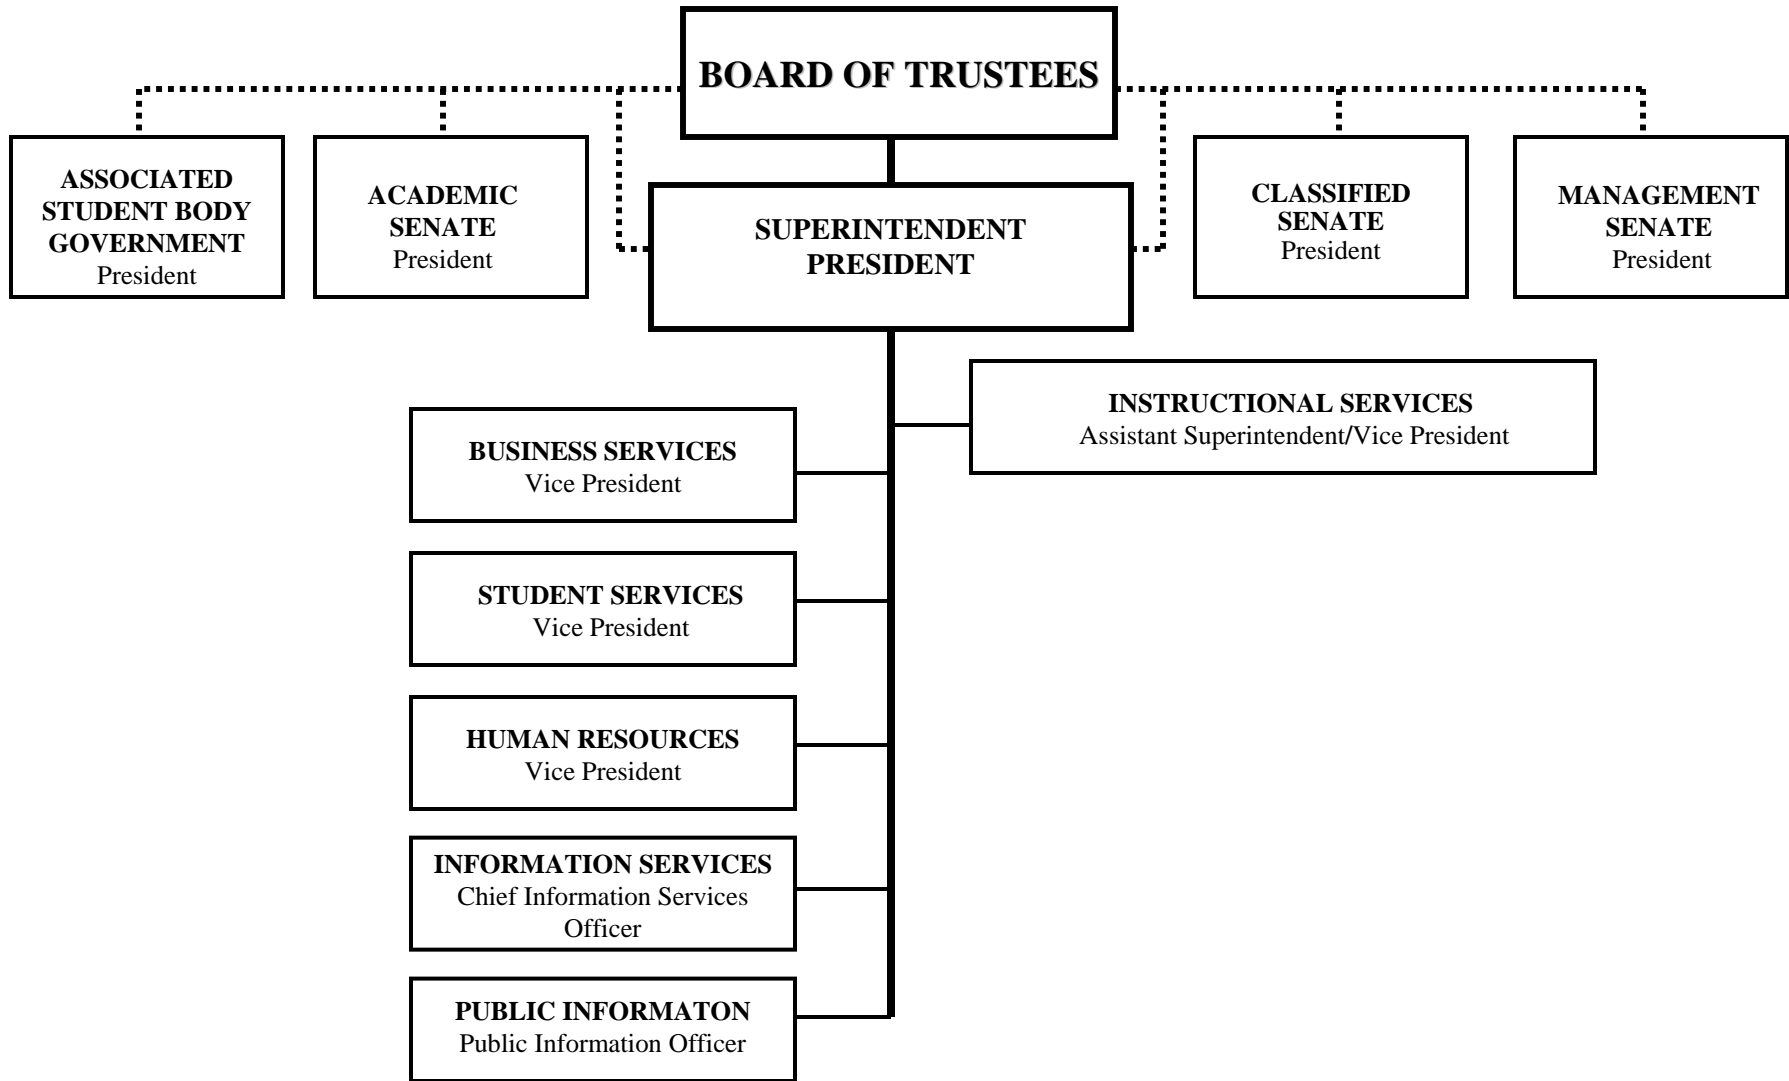 BOARD OF TRUSTEES
ASSOCIATED
STUDENT BODY
GOVERNMENT
President
ACADEMIC
SENATE
President
SUPERINTENDENT
PRESIDENT
CLASSIFIED
SENATE
President
MANAGEMENT
SENATE
President
INSTRUCTIONAL SERVICES
Assistant Superintendent/Vice President
BUSINESS SERVICES
Vice President
STUDENT SERVICES
Vice President
HUMAN RESOURCES
Vice President
INFORMATION SERVICES
Chief Information Services
Officer
PUBLIC INFORMATON
Public Information Officer